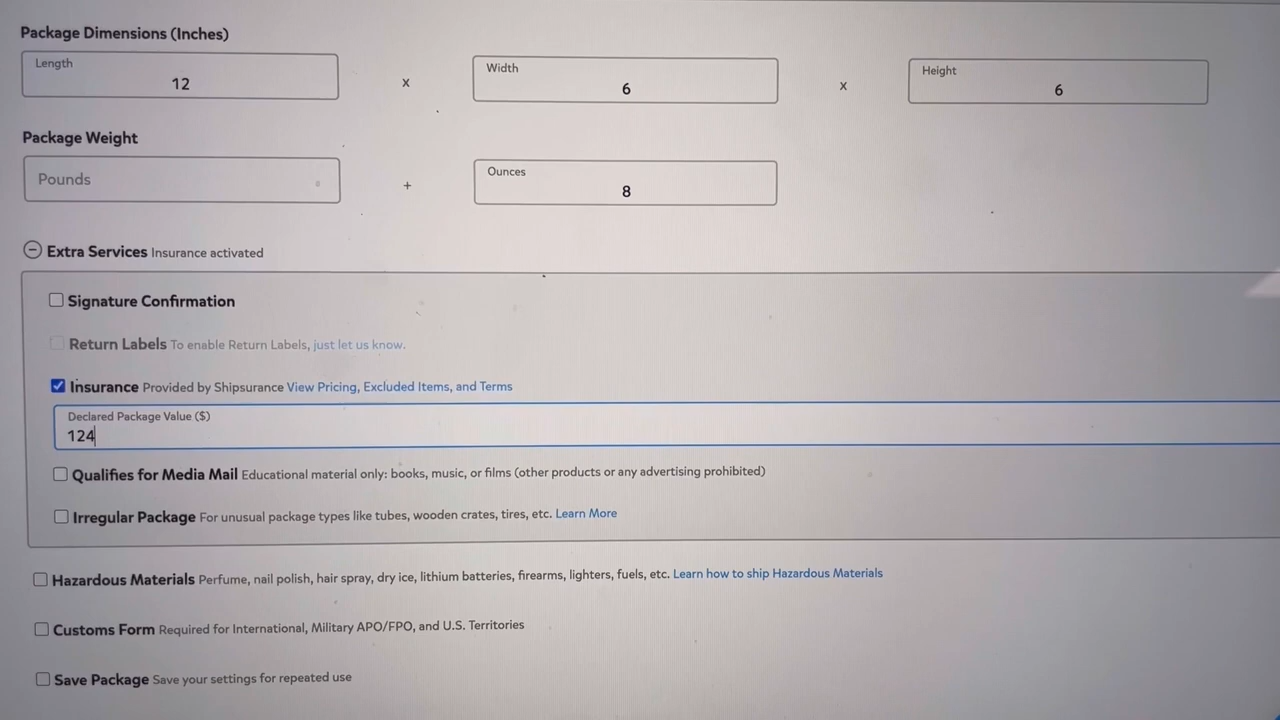 Package Dimensions (Inches)
Length
12
x
Width
6
x
Height
6
Package Weight
Pounds
+
Ounces
8
Extra Services Insurance activated
Signature Confirmation
Return Labels To enable Return Labels, just let us know.
Insurance Provided by Shipsurance View Pricing, Excluded Items, and Terms
Declared Package Value ($)
124
Qualifies for Media Mail Educational material only: books, music, or films (other products or any advertising prohibited)
Irregular Package For unusual package types like tubes, wooden crates, tires, etc. Learn More
Hazardous Materials Perfume, nail polish, hair spray, dry ice, lithium batteries, firearms, lighters, fuels, etc. Learn how to ship Hazardous Materials
Customs Form Required for International, Military APO/FPO, and U.S. Territories
Save Package Save your settings for repeated use